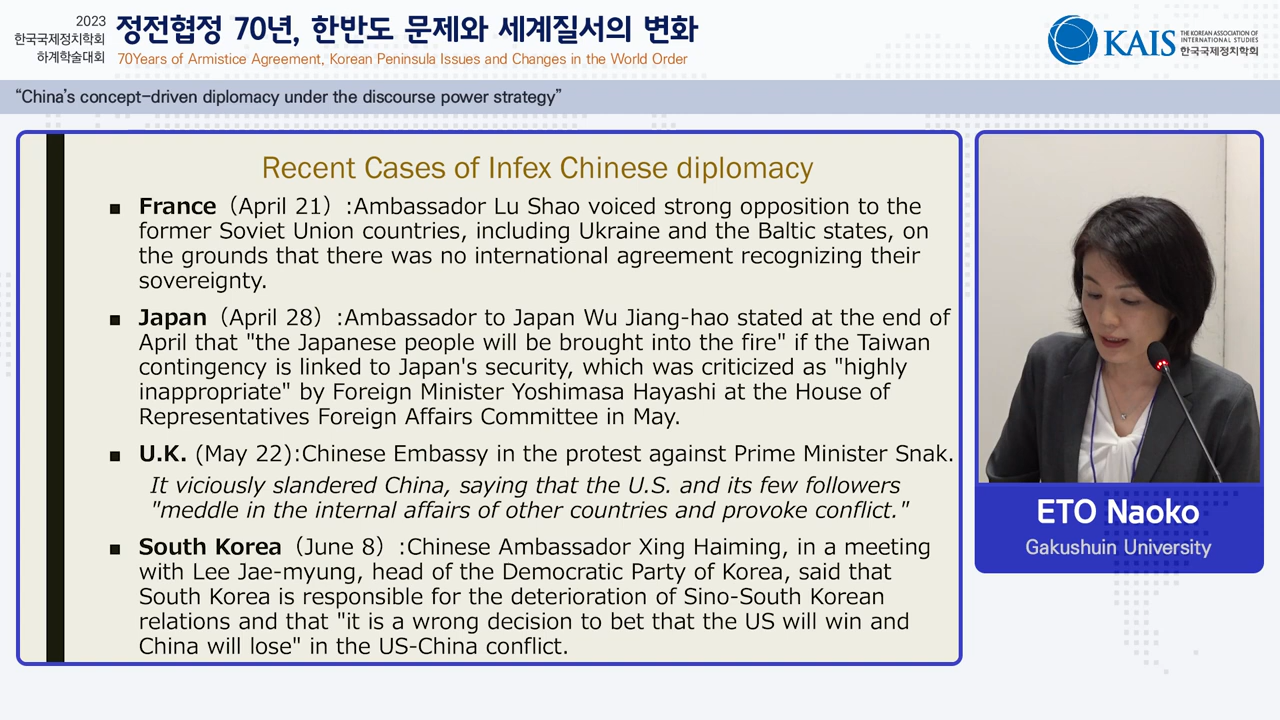 2023
한국국제정치학회
하계학술대회
정전협정 70년, 한반도 문제와 세계질서의 변화
70Years of Armistice Agreement, Korean Peninsula Issues and Changes in the World Order
KAIS
THE KOREAN ASSOCIATION OF
INTERNATIONAL STUDIES
한국국제정치학회
“China’s concept-driven diplomacy under the discourse power strategy”
Recent Cases of Infex Chinese diplomacy
■ France（April 21）:Ambassador Lu Shao voiced strong opposition to the
former Soviet Union countries, including Ukraine and the Baltic states, on
the grounds that there was no international agreement recognizing their
sovereignty.
■ Japan（April 28）:Ambassador to Japan Wu Jiang-hao stated at the end of
April that "the Japanese people will be brought into the fire" if the Taiwan
contingency is linked to Japan's security, which was criticized as "highly
inappropriate" by Foreign Minister Yoshimasa Hayashi at the House of
Representatives Foreign Affairs Committee in May.
■ U.K. (May 22):Chinese Embassy in the protest against Prime Minister Snak.
It viciously slandered China, saying that the U.S. and its few followers
"meddle in the internal affairs of other countries and provoke conflict."
■ South Korea（June 8）:Chinese Ambassador Xing Haiming, in a meeting
with Lee Jae-myung, head of the Democratic Party of Korea, said that
South Korea is responsible for the deterioration of Sino-South Korean
relations and that "it is a wrong decision to bet that the US will win and
China will lose" in the US-China conflict.
ETO Naoko
Gakushuin University